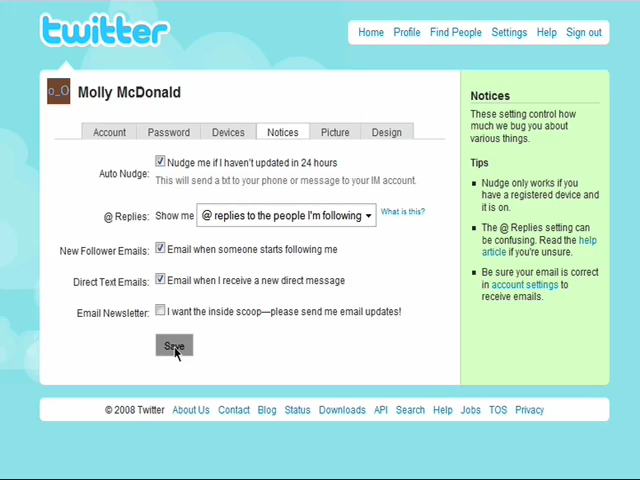 twitter
Home Profile Find People Settings Help Sign out
o_O
Molly McDonald
Account Password Devices Notices Picture Design
Auto Nudge: Nudge me if I haven't updated in 24 hours
This will send a txt to your phone or message to your IM account.
@ Replies: Show me @ replies to the people I'm following What is this?
New Follower Emails: Email when someone starts following me
Direct Text Emails: Email when I receive a new direct message
Email Newsletter: I want the inside scoop—please send me email updates!
Save
Notices
These setting control how
much we bug you about
various things.
Tips
Nudge only works if you
have a registered device and
it is on.
The @ Replies setting can
be confusing. Read the help
article if you're unsure.
Be sure your email is correct
in account settings to
receive emails.
© 2008 Twitter About Us Contact Blog Status Downloads API Search Help Jobs TOS Privacy